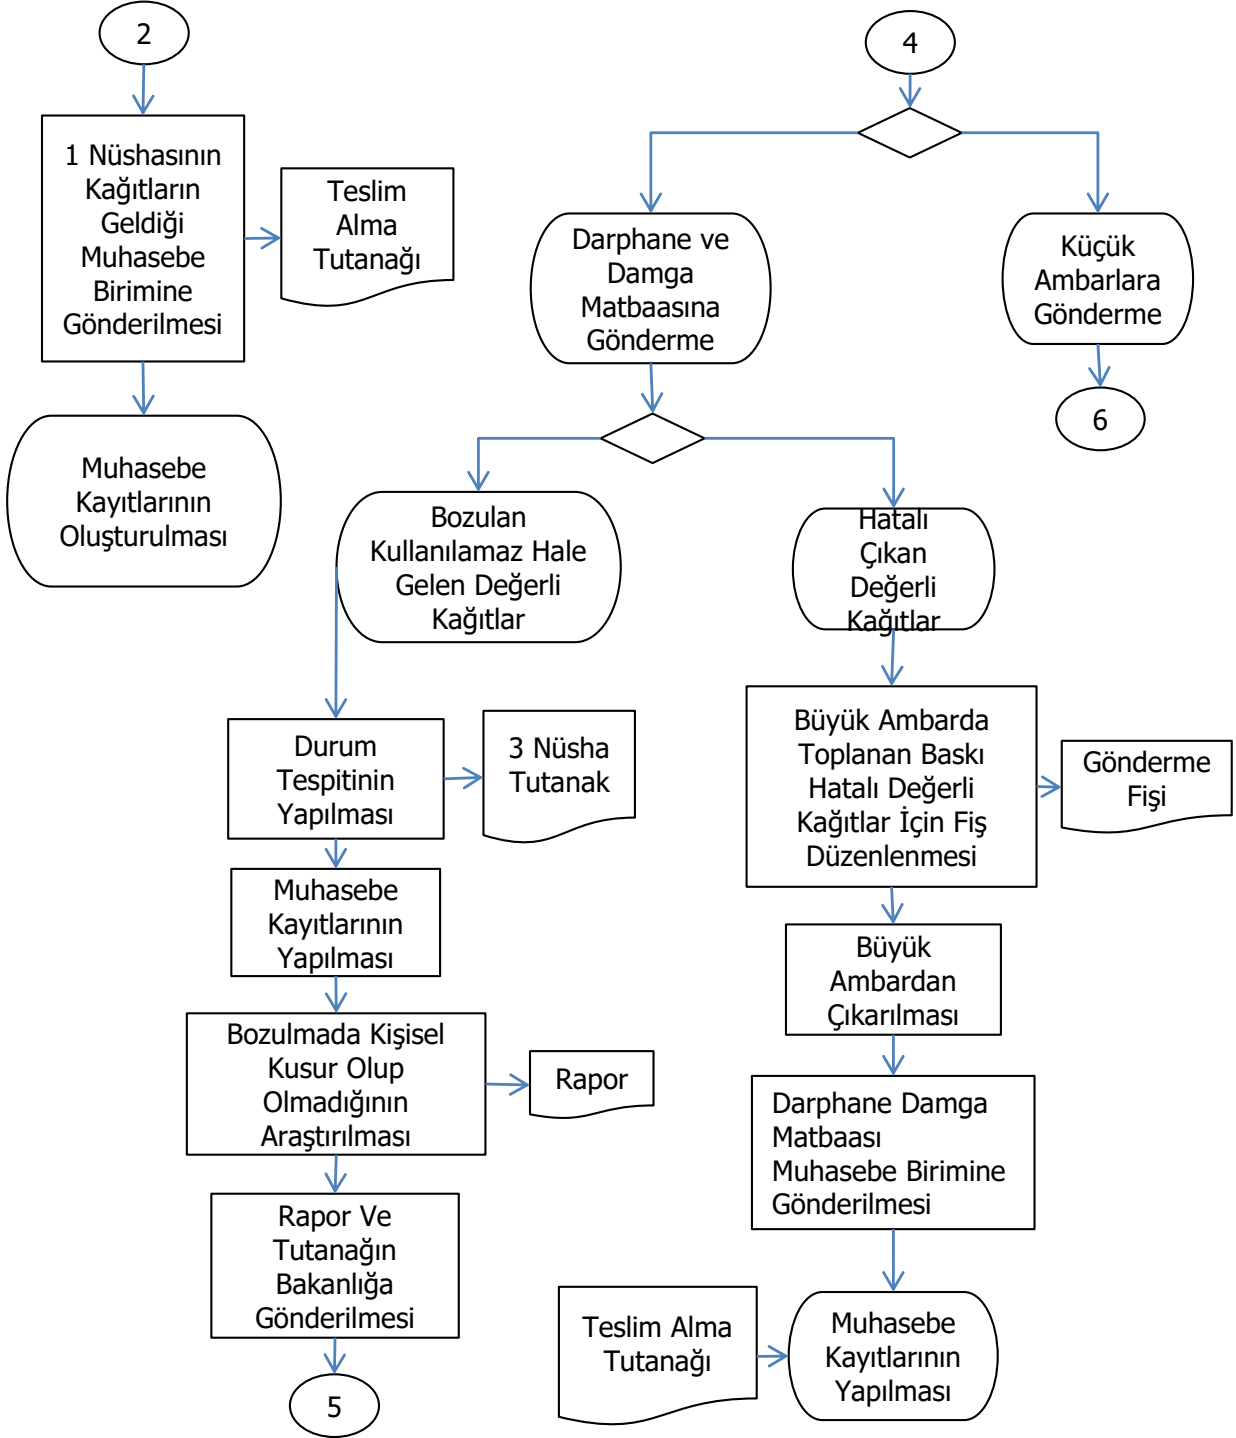 2
1 Nüshasının
Kağıtların
Geldiği
Muhasebe
Birimine
Gönderilmesi
Teslim
Alma
Tutanağı
Muhasebe
Kayıtlarının
Oluşturulması
4
Darphane ve
Damga
Matbaasına
Gönderme
Küçük
Ambarlara
Gönderme
6
Bozulan
Kullanılamaz Hale
Gelen Değerli
Kağıtlar
Hatalı
Çıkan
Değerli
Kağıtlar
Durum
Tespitinin
Yapılması
3 Nüsha
Tutanak
Muhasebe
Kayıtlarının
Yapılması
Bozulmada Kişisel
Kusur Olup
Olmadığının
Araştırılması
Rapor
Rapor Ve
Tutanağın
Bakanlığa
Gönderilmesi
5
Büyük Ambarda
Toplanan Baskı
Hatalı Değerli
Kağıtlar İçin Fiş
Düzenlenmesi
Gönderme
Fişi
Büyük
Ambardan
Çıkarılması
Darphane Damga
Matbaası
Muhasebe Birimine
Gönderilmesi
Teslim Alma
Tutanağı
Muhasebe
Kayıtlarının
Yapılması